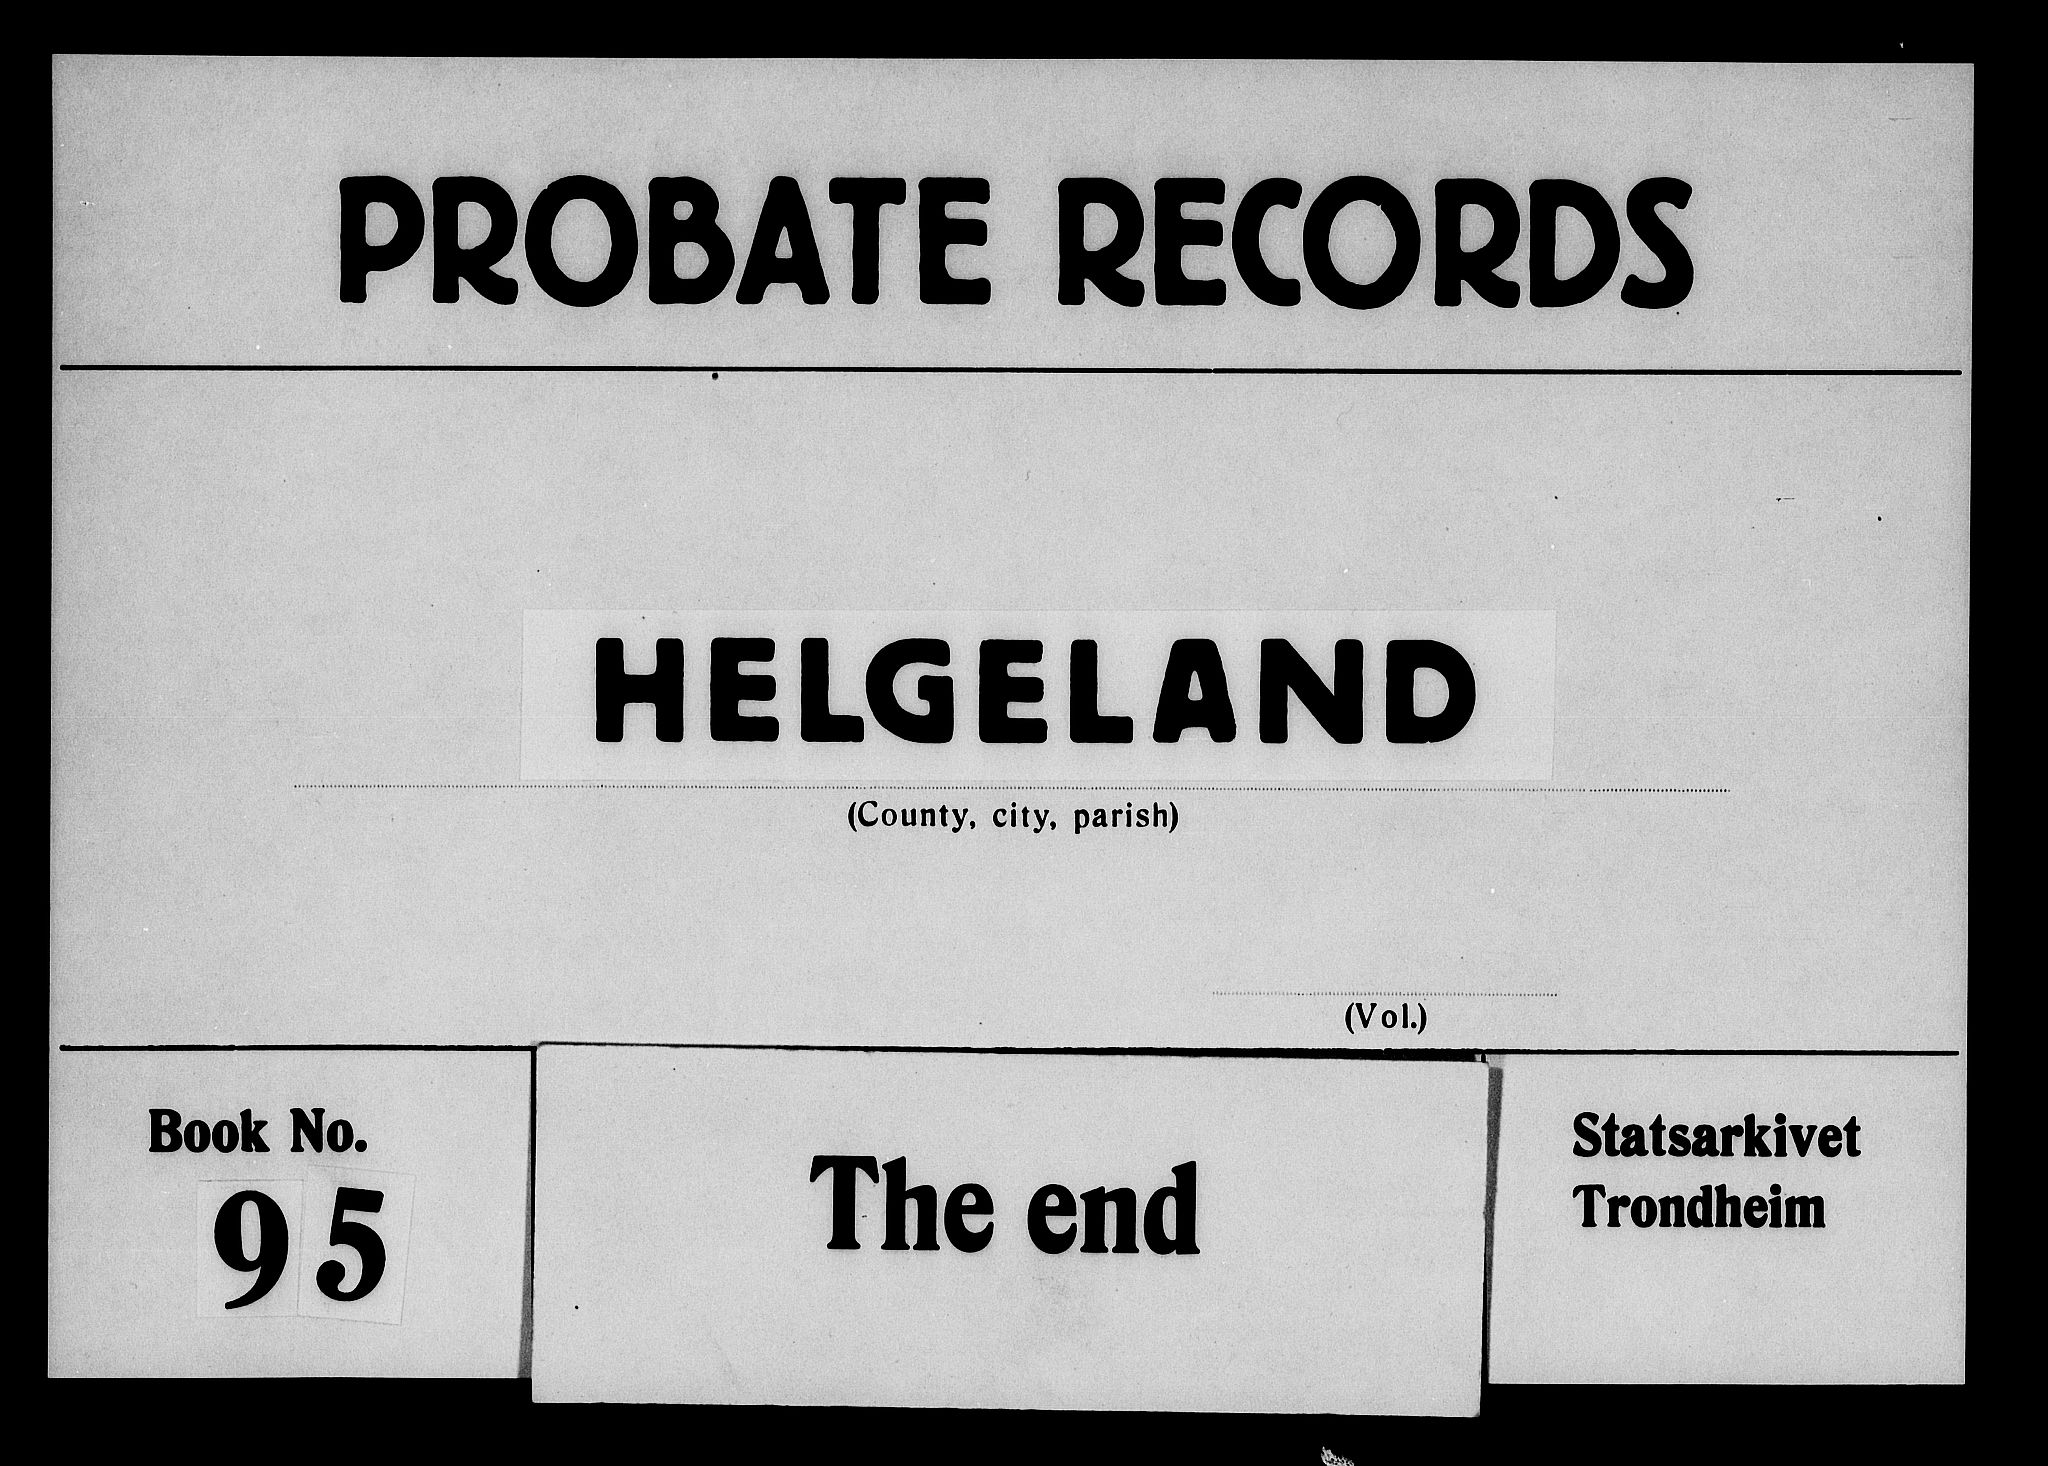 PROBATE RECORDS
HELGELAND
(County, city, parish)
(Vol.)
Book No.
95
The end
Statsarkivet
Trondheim